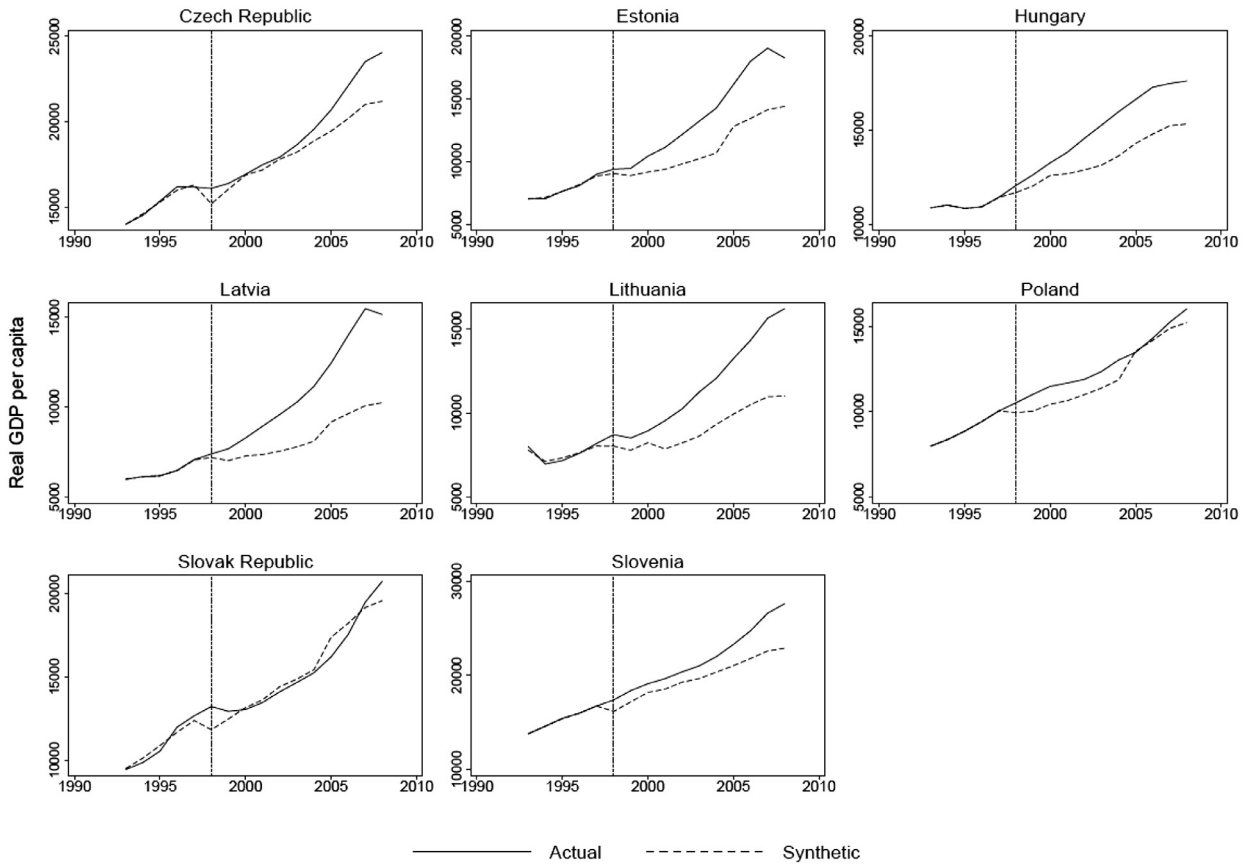 Czech Republic Estonia Hungary
25000 20000 15000
1990 1995 2000 2005 2010
20000 15000 10000 5000
1990 1995 2000 2005 2010
20000 15000 10000
1990 1995 2000 2005 2010
Latvia Lithuania Poland
Real GDP per capita
15000 10000 5000
1990 1995 2000 2005 2010
15000 10000 5000
1990 1995 2000 2005 2010
15000 10000 5000
1990 1995 2000 2005 2010
Slovak Republic Slovenia
20000 15000 10000
1990 1995 2000 2005 2010
30000 20000 10000
1990 1995 2000 2005 2010
Actual Synthetic